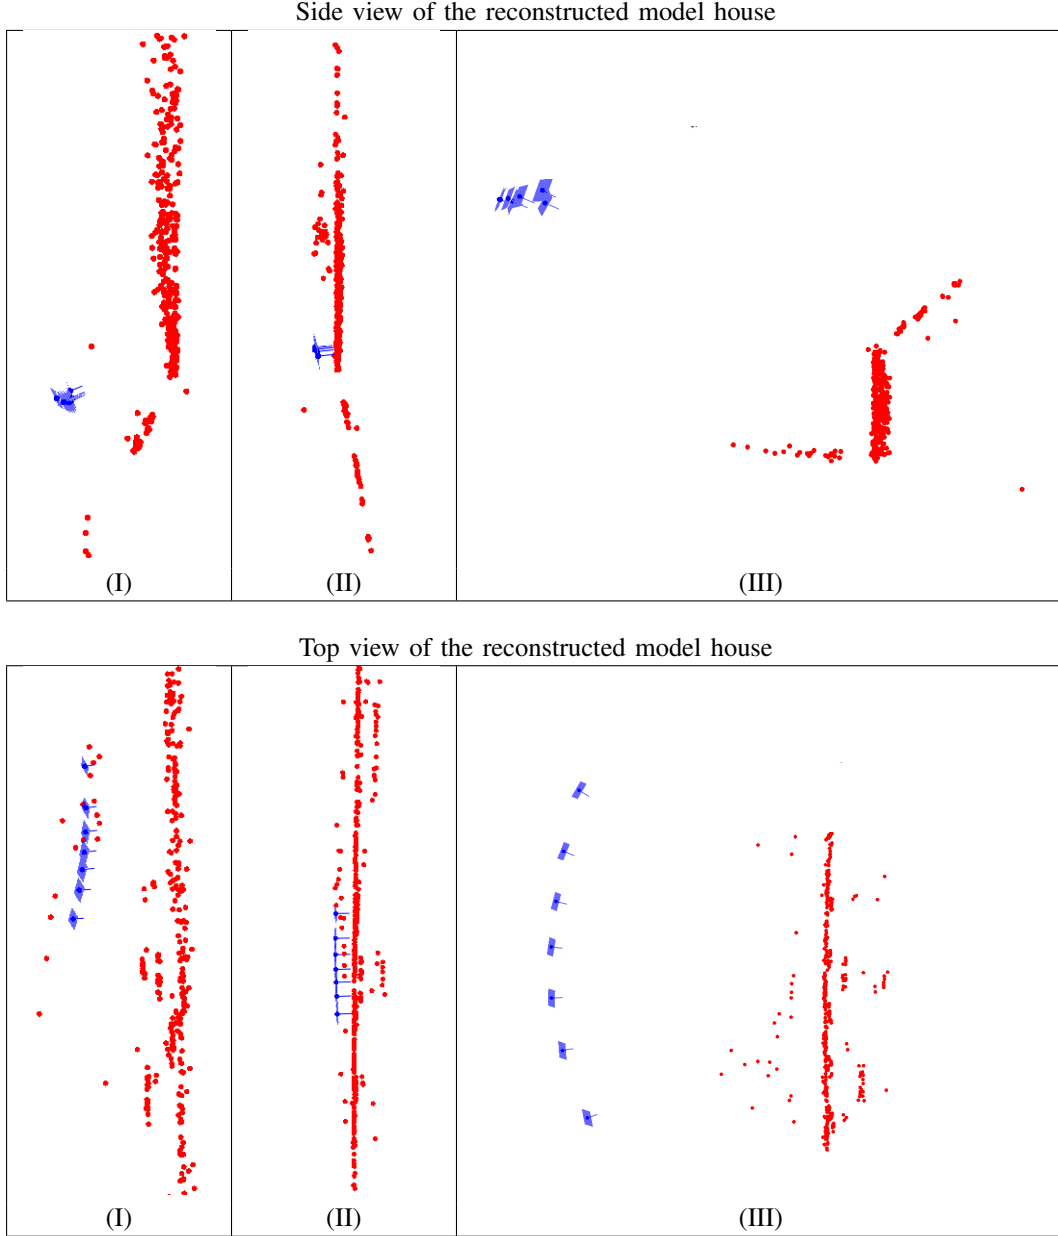 Side view of the reconstructed model house
(I)
(II)
(III)
Top view of the reconstructed model house
(I)
(II)
(III)